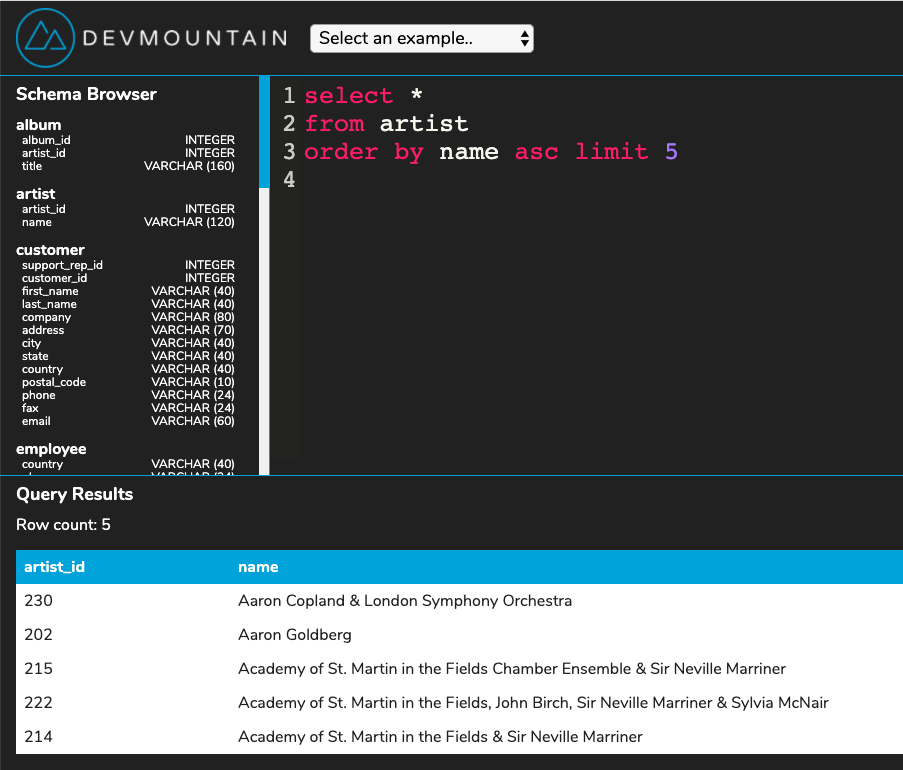 DEVMOUNTAIN
Select an example..
Schema Browser
album
album_id INTEGER
artist_id INTEGER
title VARCHAR (160)
artist
artist_id INTEGER
name VARCHAR (120)
customer
support_rep_id INTEGER
customer_id INTEGER
first_name VARCHAR (40)
last_name VARCHAR (40)
company VARCHAR (80)
address VARCHAR (70)
city VARCHAR (40)
state VARCHAR (40)
country VARCHAR (40)
postal_code VARCHAR (10)
phone VARCHAR (24)
fax VARCHAR (24)
email VARCHAR (60)
employee
country VARCHAR (40)
1 select *
2 from artist
3 order by name asc limit 5
4
Query Results
Row count: 5
artist_id name
230 Aaron Copland & London Symphony Orchestra
202 Aaron Goldberg
215 Academy of St. Martin in the Fields Chamber Ensemble & Sir Neville Marriner
222 Academy of St. Martin in the Fields, John Birch, Sir Neville Marriner & Sylvia McNair
214 Academy of St. Martin in the Fields & Sir Neville Marriner